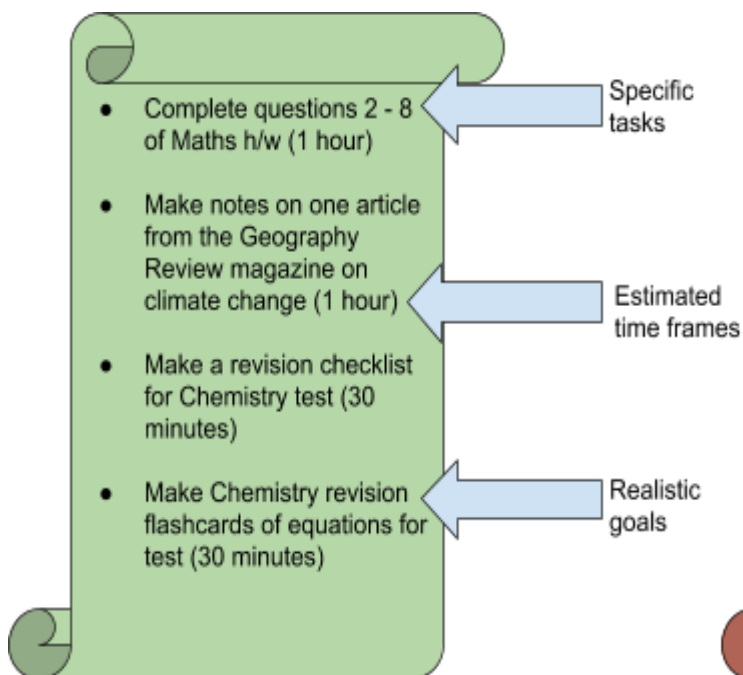 ● Complete questions 2 - 8
of Maths h/w (1 hour)
● Make notes on one article
from the Geography
Review magazine on
climate change (1 hour)
● Make a revision checklist
for Chemistry test (30
minutes)
● Make Chemistry revision
flashcards of equations for
test (30 minutes)
Specific
tasks
Estimated
time frames
Realistic
goals